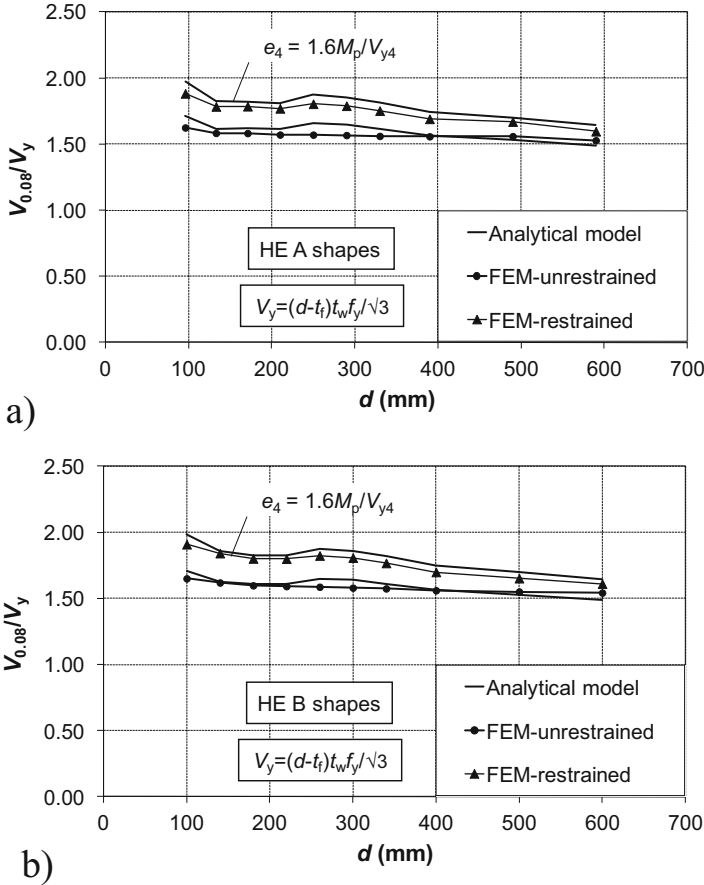 2.50
e4 = 1.6Mp/Vy4
2.00
1.50
V0.08/Vy
1.00
Analytical model
HE A shapes
FEM-unrestrained
0.50
Vy=(d-tf)twfy/√3
FEM-restrained
0.00
0 100 200 300 400 500 600 700
d (mm)
a)
2.50
e4 = 1.6Mp/Vy4
2.00
1.50
V0.08/Vy
1.00
Analytical model
HE B shapes
FEM-unrestrained
0.50
Vy=(d-tf)twfy/√3
FEM-restrained
0.00
0 100 200 300 400 500 600 700
d (mm)
b)